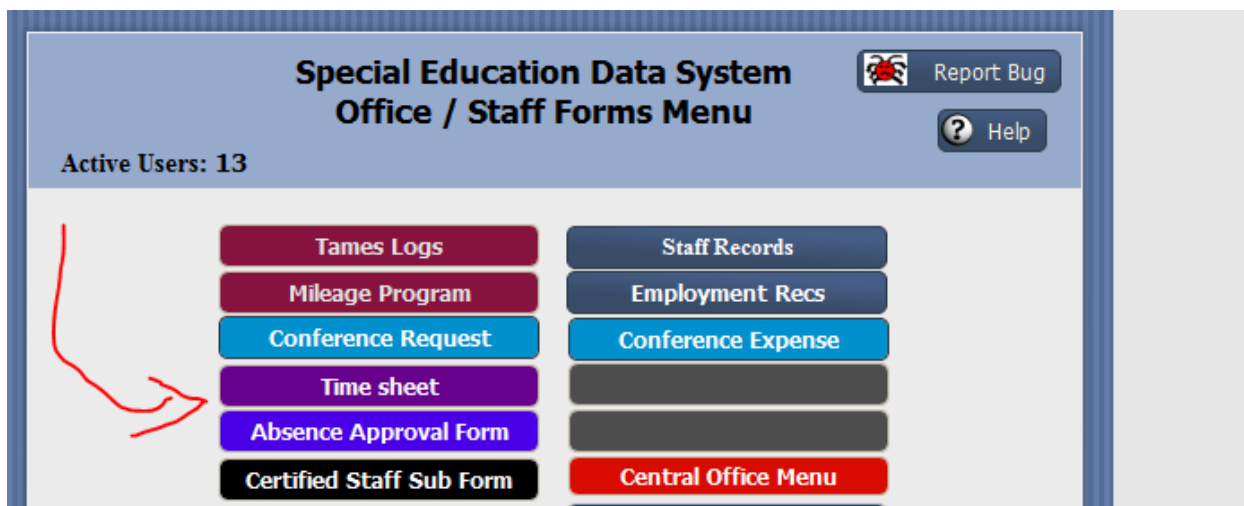 Special Education Data System
Office / Staff Forms Menu
Report Bug
? Help
Active Users: 13
Tames Logs
Staff Records
Mileage Program
Employment Recs
Conference Request
Conference Expense
Time sheet
Absence Approval Form
Certified Staff Sub Form
Central Office Menu